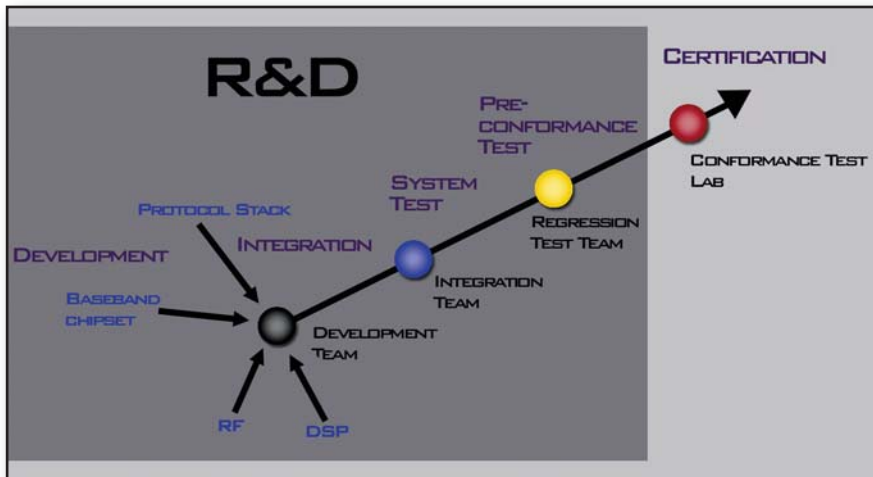 R&D
CERTIFICATION
PRE-
CONFORMANCE
TEST
CONFORMANCE TEST
LAB
SYSTEM
TEST
PROTOCOL STACK
REGRESSION
TEST TEAM
DEVELOPMENT
INTEGRATION
INTEGRATION
TEAM
BASEBAND
CHIPSET
DEVELOPMENT
TEAM
RF
DSP